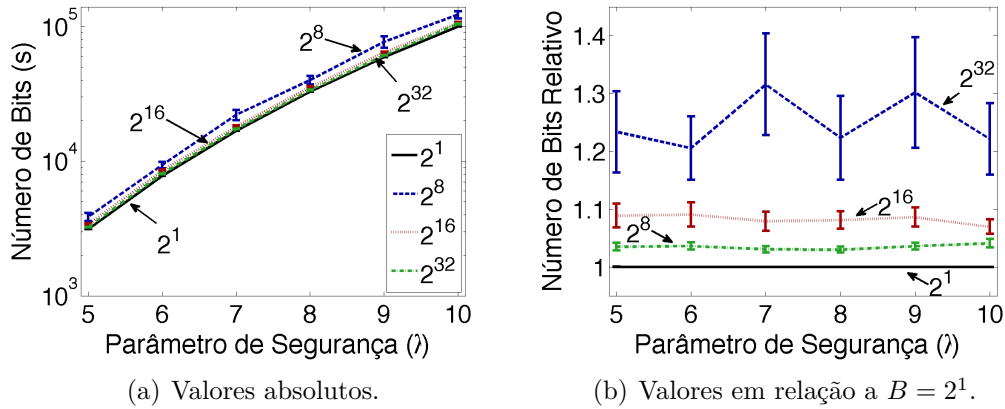 Número de Bits (s)
10^5
10^4
10^3
5 6 7 8 9 10
Parâmetro de Segurança (λ)
2^8
2^16
2^32
2^1
2^1
2^8
2^16
2^32
(a) Valores absolutos.
Número de Bits Relativo
1.4
1.3
1.2
1.1
1
5 6 7 8 9 10
Parâmetro de Segurança (λ)
2^32
2^16
2^8
2^1
(b) Valores em relação a B = 2^1.